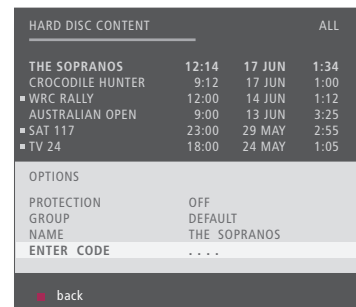 HARD DISC CONTENT ALL
THE SOPRANOS 12:14 17 JUN 1:34
CROCODILE HUNTER 9:12 17 JUN 1:00
WRC RALLY 12:00 14 JUN 1:12
AUSTRALIAN OPEN 9:00 13 JUN 3:25
SAT 117 23:00 29 MAY 2:55
TV 24 18:00 24 MAY 1:05
OPTIONS
PROTECTION OFF
GROUP DEFAULT
NAME THE SOPRANOS
ENTER CODE ....
back